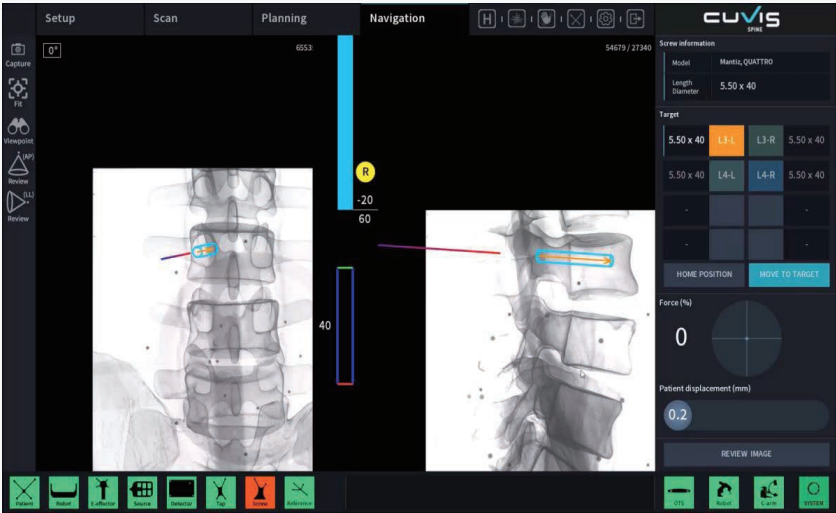 Setup
Scan
Planning
Navigation
H
cuvis
SPINE
Capture
Fit
Viewpoint
(AP)
Review
(LL)
Review
0°
6553
R
-20
60
40
54679 / 27340
Screw information
Model
Mantiz, QUATTRO
Length
Diameter
5.50 x 40
Target
5.50 x 40 L3-L L3-R 5.50 x 40
5.50 x 40 L4-L L4-R 5.50 x 40
- -
- -
HOME POSITION
MOVE TO TARGET
Force (%)
0
Patient displacement (mm)
0.2
REVIEW IMAGE
Patient
Robot
E-effector
Source
Detector
Tap
Screw
Reference
OTS
Robot
C-arm
SYSTEM